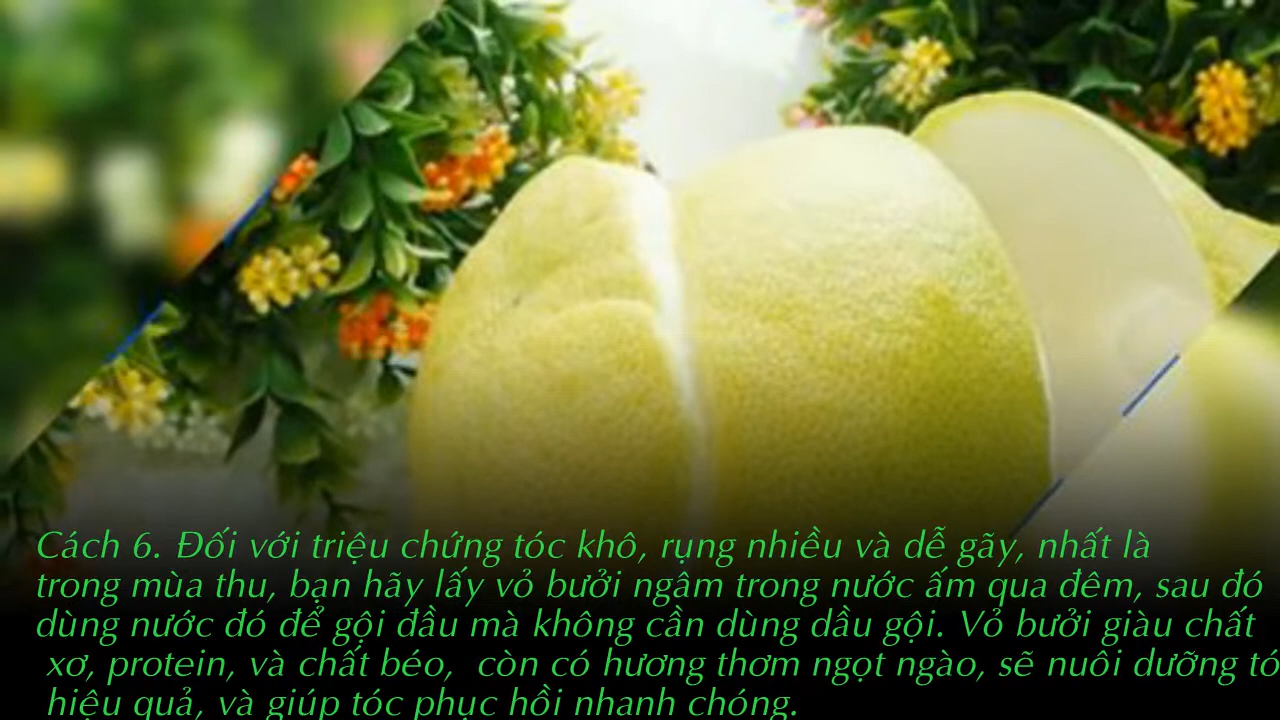 Cách 6. Đối với triệu chứng tóc khô, rụng nhiều và dễ gãy, nhất là
trong mùa thu, bạn hãy lấy vỏ bưởi ngâm trong nước ấm qua đêm, sau đó
dùng nước đó để gội đầu mà không cần dùng dầu gội. Vỏ bưởi giàu chất
xơ, protein, và chất béo, còn có hương thơm ngọt ngào, sẽ nuôi dưỡng tó
hiệu quả, và giúp tóc phục hồi nhanh chóng.